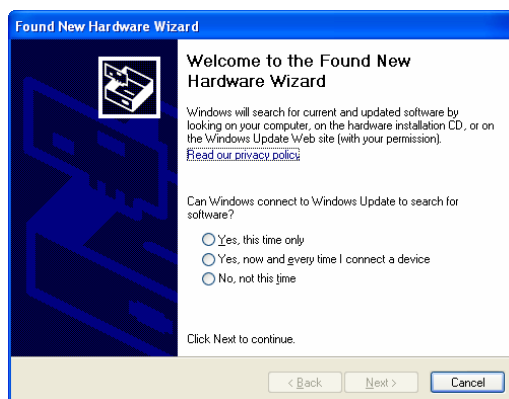 Found New Hardware Wizard
Welcome to the Found New
Hardware Wizard
Windows will search for current and updated software by
looking on your computer, on the hardware installation CD, or on
the Windows Update Web site (with your permission).
Read our privacy policy
Can Windows connect to Windows Update to search for
software?
Yes, this time only
Yes, now and every time I connect a device
No, not this time
Click Next to continue.
< Back Next > Cancel